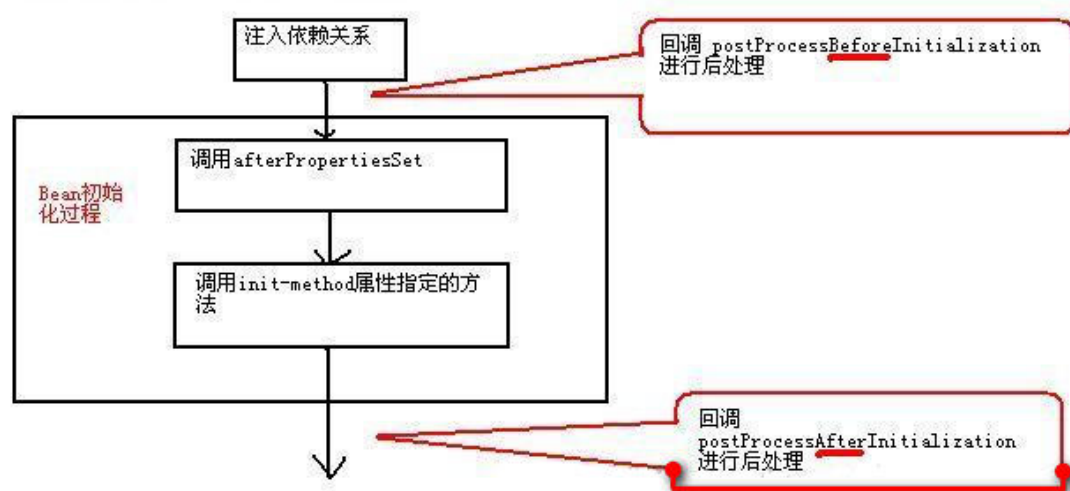 注入依赖关系
回调 postProcessBeforeInitialization
进行后处理
调用afterPropertiesSet
Bean初始
化过程
调用init-method属性指定的方
法
回调
postProcessAfterInitialization
进行后处理